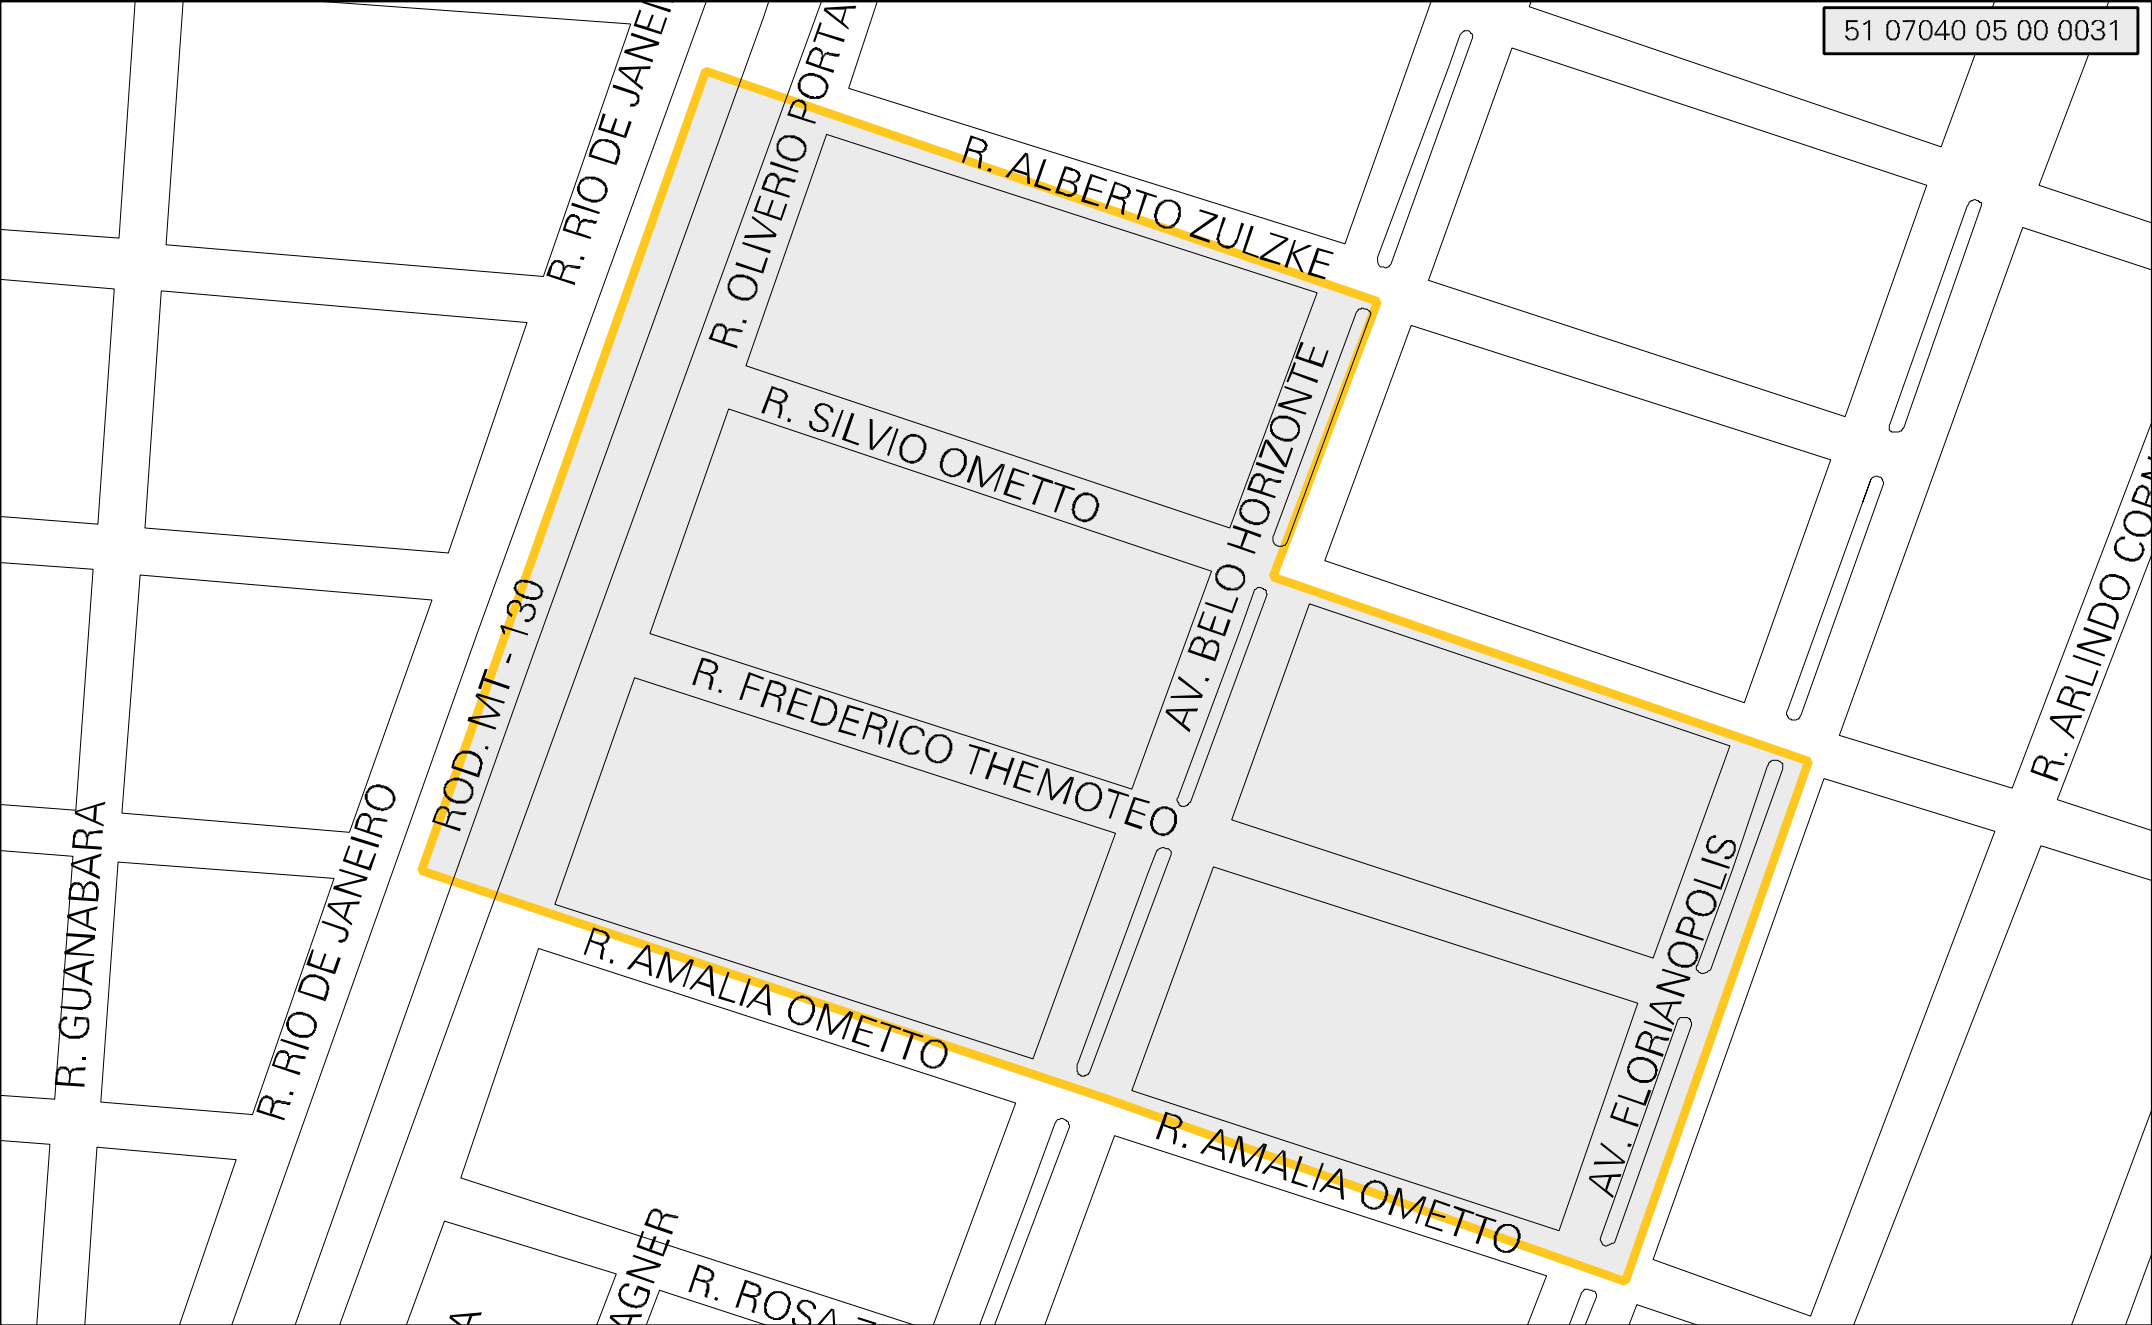 51 07040 05 00 0031
R. RIO DE JANEI
R. OLIVERIO PORTA
R. ALBERTO ZULZKE
R. SILVIO OMETTO
AV. BELO HORIZONTE
R. ARLINDO CORN
ROD. MT - 130
R. FREDERICO THEMOTEO
R. GUANABARA
R. RIO DE JANEIRO
AV. FLORIANOPOLIS
R. AMALIA OMETTO
R. AMALIA OMETTO
AGNER
R. ROSA
A